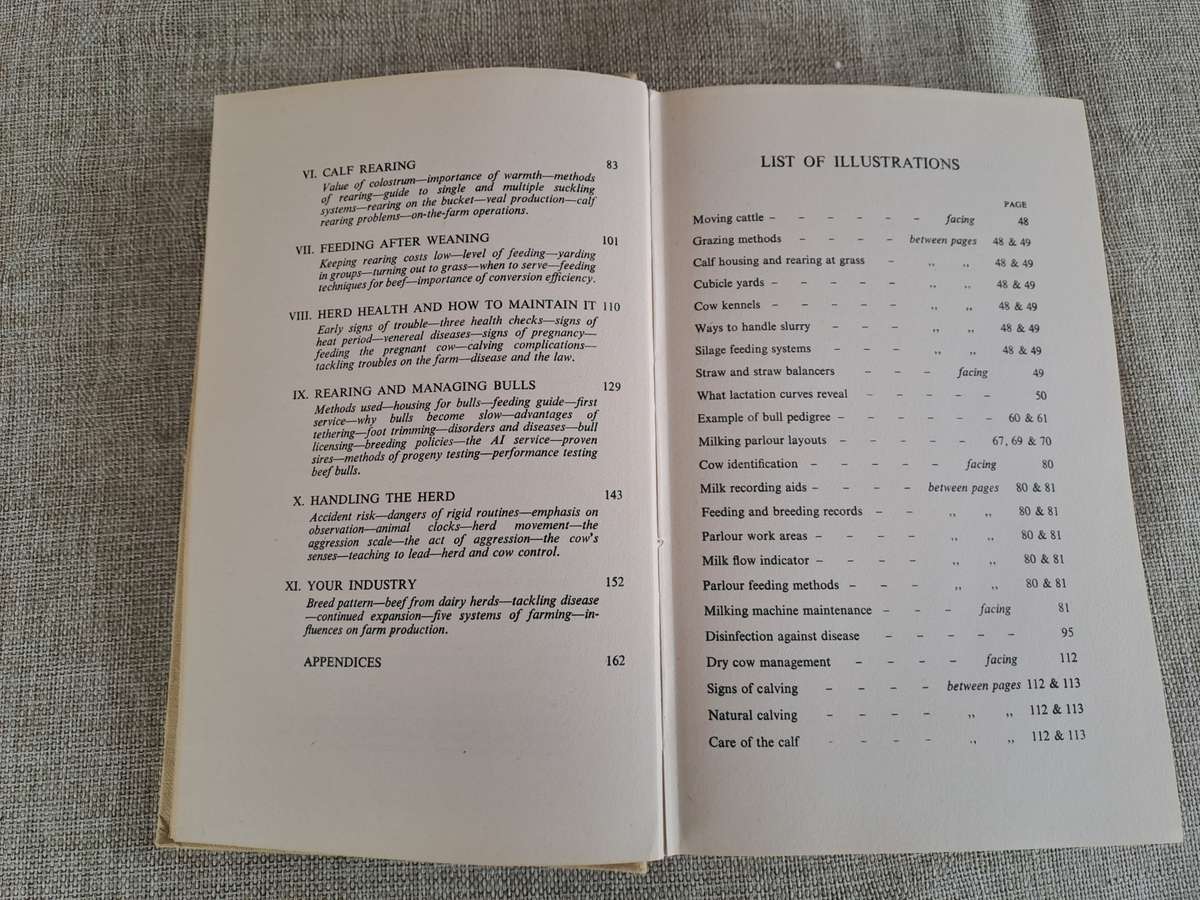 VI. CALF REARING 83
Value of colostrum—importance of warmth—methods
of rearing—guide to single and multiple suckling
systems—rearing on the bucket—veal production—calf
rearing problems—on-the-farm operations.
VII. FEEDING AFTER WEANING 101
Keeping rearing costs low—level of feeding—yarding
in groups—turning out to grass—when to serve—feeding
techniques for beef—importance of conversion efficiency.
VIII. HERD HEALTH AND HOW TO MAINTAIN IT 110
Early signs of trouble—three health checks—signs of
heat period—venereal diseases—signs of pregnancy—
feeding the pregnant cow—calving complications—
tackling troubles on the farm—disease and the law.
IX. REARING AND MANAGING BULLS 129
Methods used—housing for bulls—feeding guide—first
service—why bulls become slow—advantages of
tethering—foot trimming—disorders and diseases—bull
licensing—breeding policies—the AI service—proven
sires—methods of progeny testing—performance testing
beef bulls.
X. HANDLING THE HERD 143
Accident risk—dangers of rigid routines—emphasis on
observation—animal clocks—herd movement—the
aggression scale—the act of aggression—the cow's
senses—teaching to lead—herd and cow control.
XI. YOUR INDUSTRY 152
Breed pattern—beef from dairy herds—tackling disease
—continued expansion—five systems of farming—in-
fluences on farm production.
APPENDICES 162
LIST OF ILLUSTRATIONS
PAGE
Moving cattle – – – – – – facing 48
Grazing methods – – – – between pages 48 & 49
Calf housing and rearing at grass – ,, ,, 48 & 49
Cubicle yards – – – – – ,, ,, 48 & 49
Cow kennels – – – – – ,, ,, 48 & 49
Ways to handle slurry – – – ,, ,, 48 & 49
Silage feeding systems – – – ,, ,, 48 & 49
Straw and straw balancers – – – facing 49
What lactation curves reveal – – – – – 50
Example of bull pedigree – – – – – 60 & 61
Milking parlour layouts – – – – – 67, 69 & 70
Cow identification – – – – – facing 80
Milk recording aids – – – – between pages 80 & 81
Feeding and breeding records – – ,, ,, 80 & 81
Parlour work areas – – – – ,, ,, 80 & 81
Milk flow indicator – – – – ,, ,, 80 & 81
Parlour feeding methods – – – ,, ,, 80 & 81
Milking machine maintenance – – – facing 81
Disinfection against disease – – – – – 95
Dry cow management – – – – facing 112
Signs of calving – – – – between pages 112 & 113
Natural calving – – – – ,, ,, 112 & 113
Care of the calf – – – – ,, ,, 112 & 113